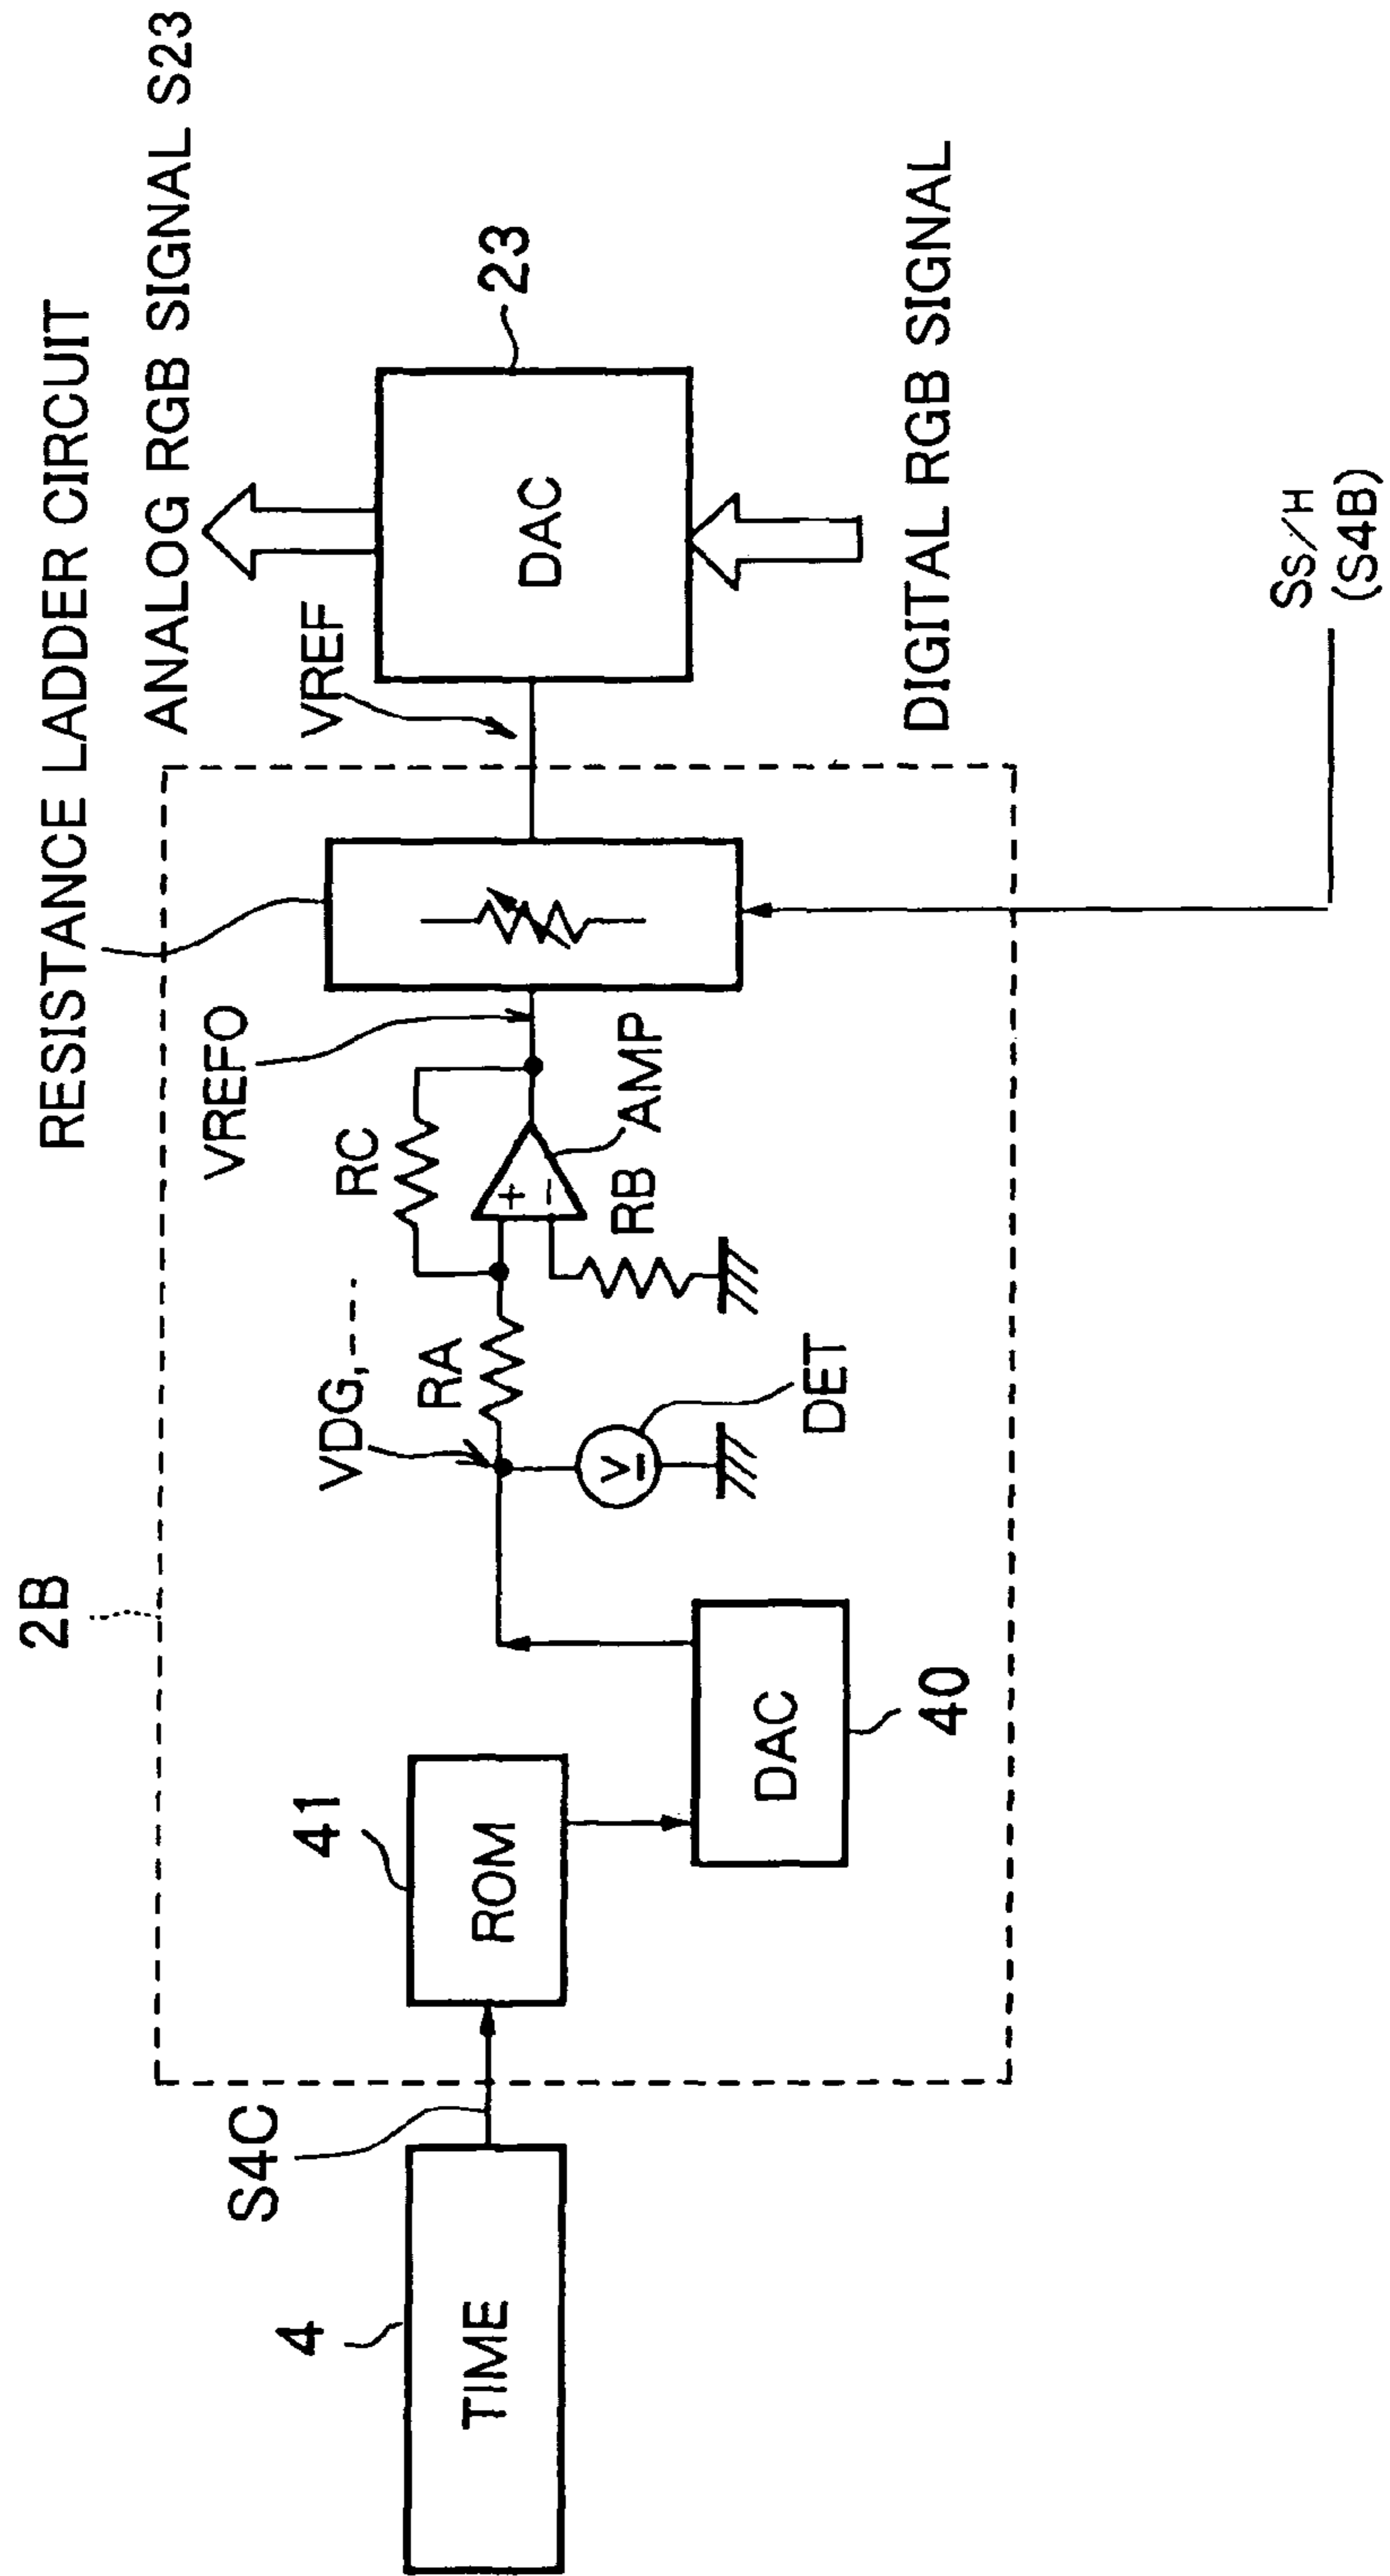 RESISTANCE LADDER CIRCUIT
ANALOG RGB SIGNAL S23
2B
VREFO
VREF
23
S4C
41
VDG,----
RC
4
RA
+
−
AMP
DAC
TIME
ROM
V
RB
DET
DAC
40
DIGITAL RGB SIGNAL
SS/H
(S4B)